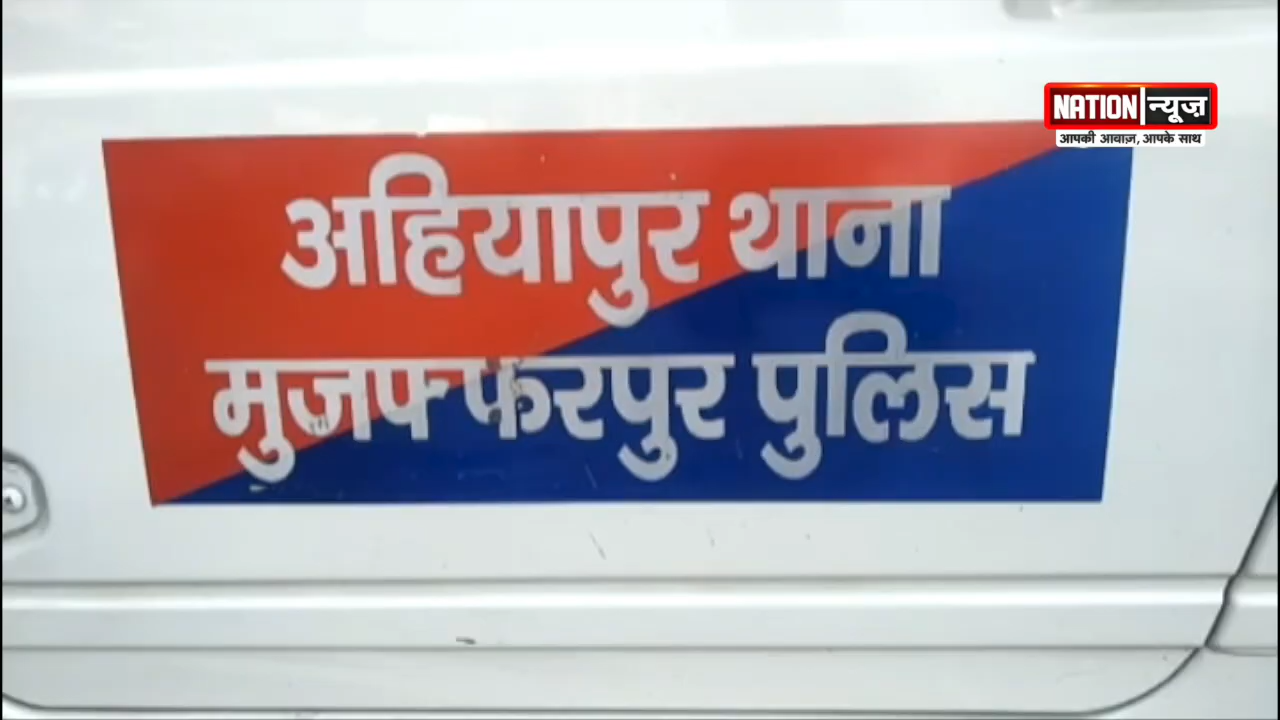 NATION न्यूज़
आपकी आवाज़, आपके साथ
अहियापुर थाना
मुजफ्फरपुर पुलिस